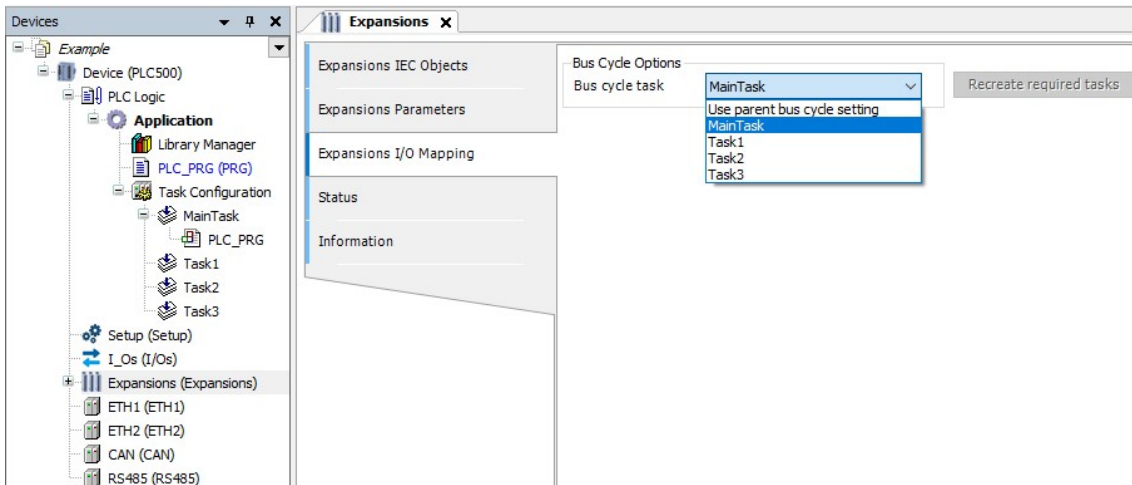 Devices
Example
Device (PLC500)
PLC Logic
Application
Library Manager
PLC_PRG (PRG)
Task Configuration
MainTask
PLC_PRG
Task1
Task2
Task3
Setup (Setup)
I_Os (I/Os)
Expansions (Expansions)
ETH1 (ETH1)
ETH2 (ETH2)
CAN (CAN)
RS485 (RS485)
Expansions
Expansions IEC Objects
Expansions Parameters
Expansions I/O Mapping
Status
Information
Bus Cycle Options
Bus cycle task MainTask Recreate required tasks
Use parent bus cycle setting
MainTask
Task1
Task2
Task3